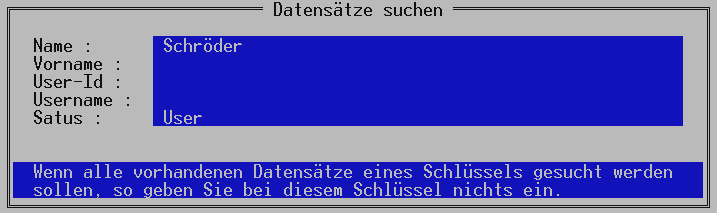 Datensätze suchen
Name : Schröder
Vorname :
User-Id :
Username :
Satus : User
Wenn alle vorhandenen Datensätze eines Schlüssels gesucht werden
sollen, so geben Sie bei diesem Schlüssel nichts ein.